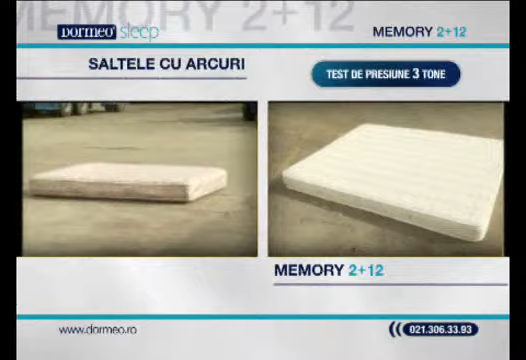 MEMORY 2+12
DORMEO sleep
MEMORY 2+12
SALTELE CU ARCURI
TEST DE PRESIUNE 3 TONE
MEMORY 2+12
www.dormeo.ro
021.306.33.93